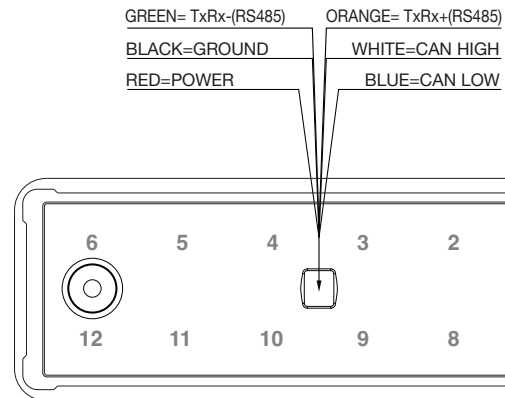 GREEN= TxRx-(RS485) ORANGE= TxRx+(RS485)
BLACK=GROUND WHITE=CAN HIGH
RED=POWER BLUE=CAN LOW
6 5 4 3 2
12 11 10 9 8